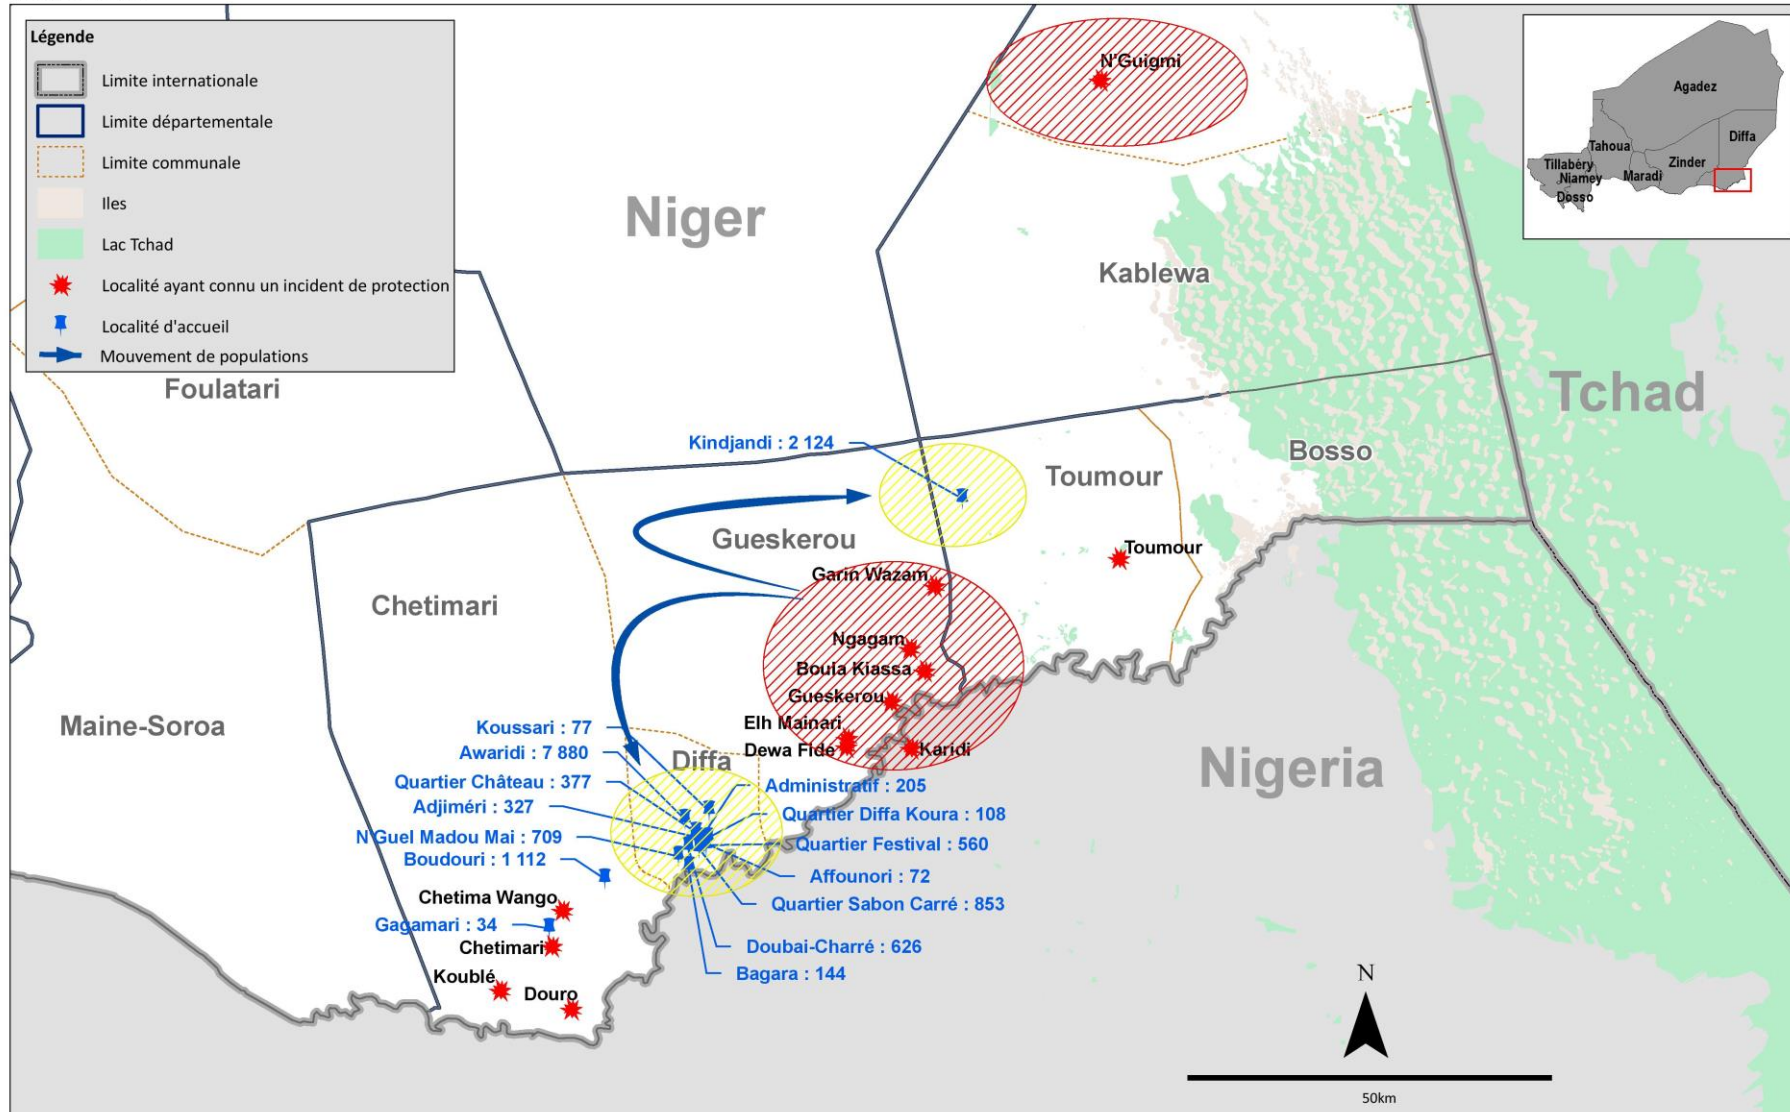 Légende
Limite internationale
Limite départementale
Limite communale
Iles
Lac Tchad
Localité ayant connu un incident de protection
Localité d'accueil
Mouvement de populations
N'Guigmi
Agadez
Diffa
Tahoua
Zinder
Tillabéry
Niamey
Maradi
Dosso
Niger
Kablewa
Tchad
Foulatari
Kindjandi : 2 124
Bosso
Toumour
Gueskerou
Toumour
Garin Wazam
Chetimari
Ngagam
Boula Kiassa
Gueskerou
Maine-Soroa
Elh Mainari
Dewa Fide
Karidi
Koussari : 77
Awaridi : 7 880
Diffa
Nigeria
Quartier Château : 377
Administratif : 205
Adjiméri : 327
Quartier Diffa Koura : 108
N'Guel Madou Mai : 709
Quartier Festival : 560
Boudouri : 1 112
Affounori : 72
Chetima Wango
Quartier Sabon Carré : 853
Gagamari : 34
Chetimari
Doubai-Charré : 626
Koublé
Bagara : 144
Douro
N
50km